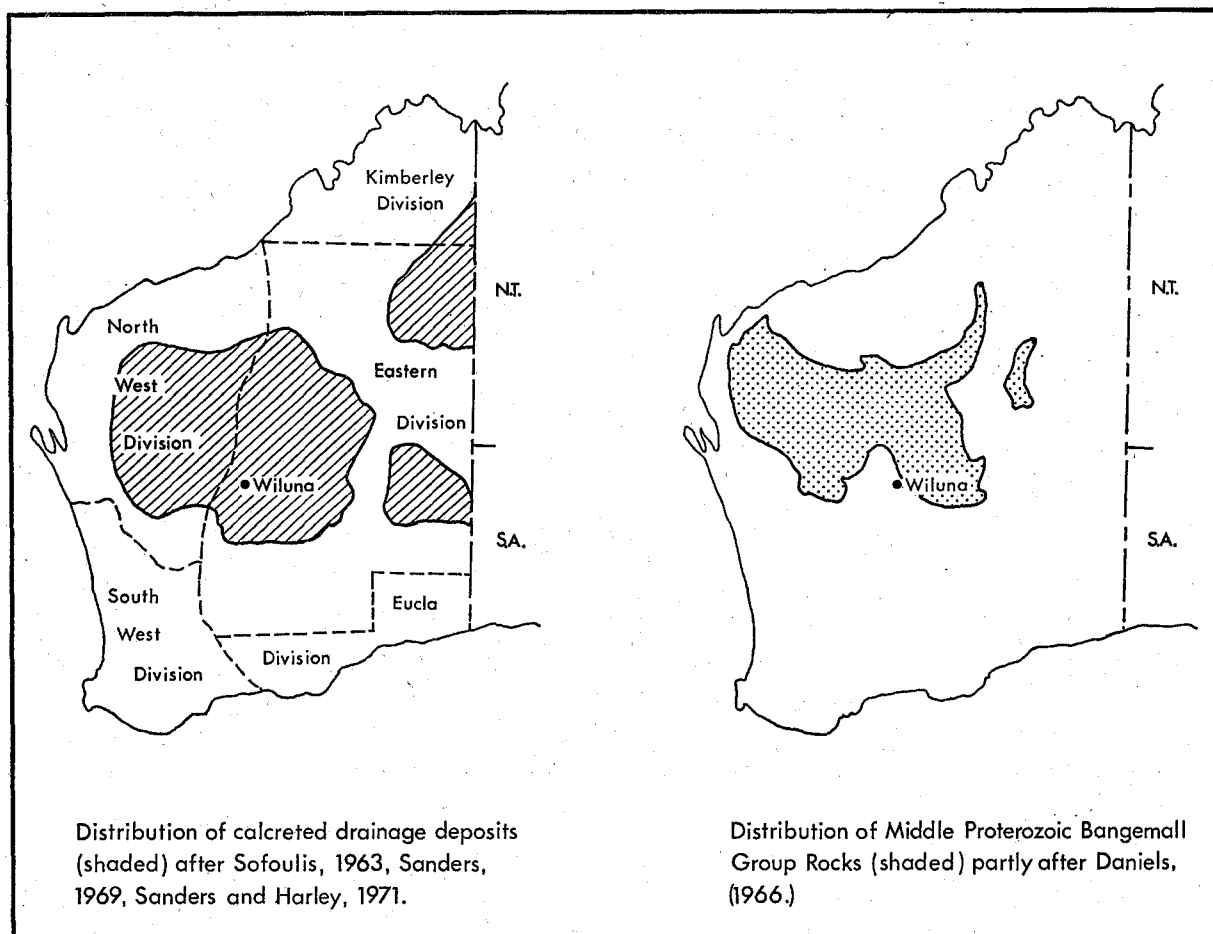 Kimberley
Division
N.T.
North
West
Division
Eastern
Division
Wiluna
S.A.
South
West
Division
Eucla
Division
Distribution of calcreted drainage deposits
(shaded) after Sofoulis, 1963, Sanders,
1969, Sanders and Harley, 1971.
N.T.
Wiluna
S.A.
Distribution of Middle Proterozoic Bangemall
Group Rocks (shaded) partly after Daniels,
(1966.)